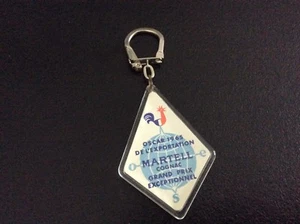 OSCAR 1965
DE L'EXPORTATION
MARTELL
COGNAC
GRAND PRIX
EXCEPTIONNEL
O
E
S